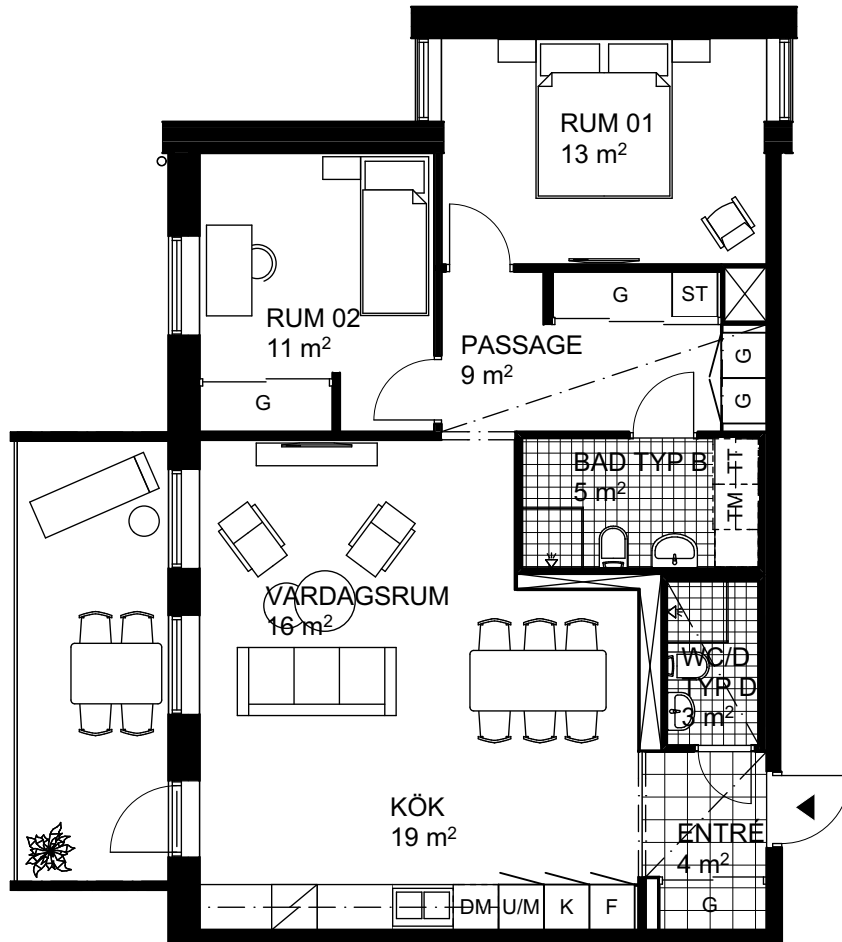 RUM 01
13 m²
RUM 02
11 m²
G
G
ST
PASSAGE
9 m²
G
G
BAD TYP B
5 m²
TT
TM
VARDAGSRUM
16 m²
WC/D
TYP D
3 m²
KÖK
19 m²
ENTRÉ
4 m²
DM
U/M
K
F
G